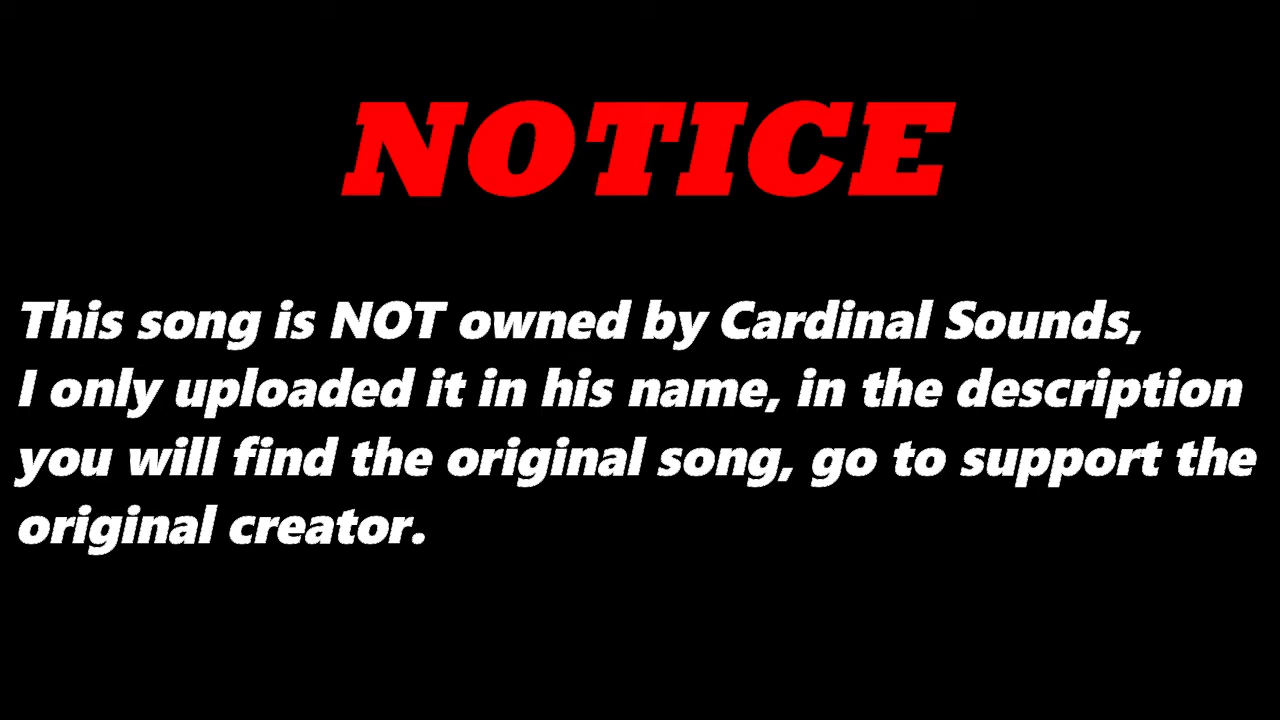 NOTICE
This song is NOT owned by Cardinal Sounds,
I only uploaded it in his name, in the description
you will find the original song, go to support the
original creator.